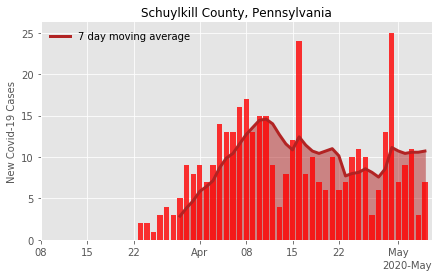 Schuylkill County, Pennsylvania
7 day moving average
New Covid-19 Cases
25
20
15
10
5
0
08 15 22 Apr 08 15 22 May
2020-May